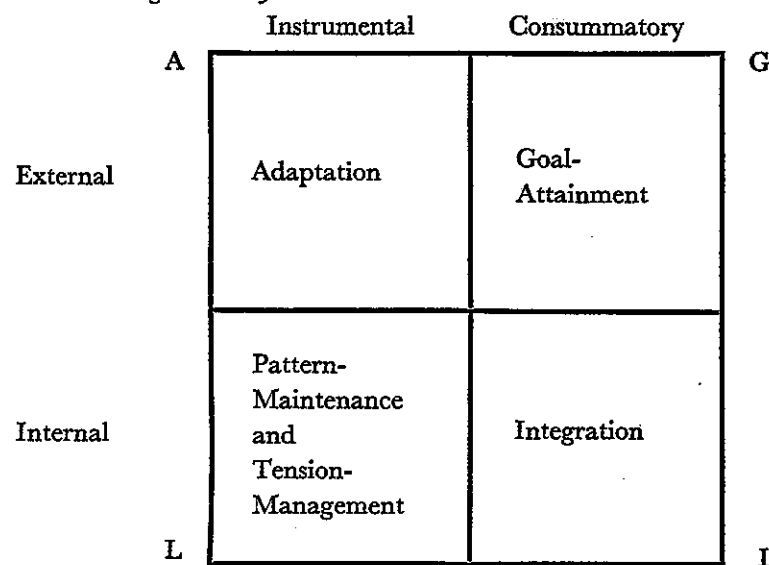 Instrumental Consummatory
A G
External Adaptation Goal-
Attainment
Pattern-
Maintenance
Internal and Integration
Tension-
Management
L I